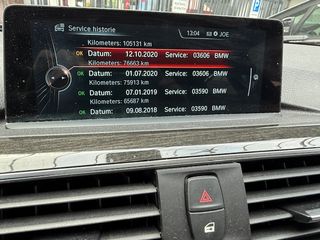 Service historie
13:04 JOE
Kilometers: 105131 km
OK Datum: 12.10.2020 Service: 03606 BMW
Kilometers: 76663 km
OK Datum: 01.07.2020 Service: 03606 BMW
Kilometers: 75913 km
OK Datum: 07.01.2019 Service: 03590 BMW
Kilometers: 65687 km
OK Datum: 09.08.2018 Service: 03590 BMW